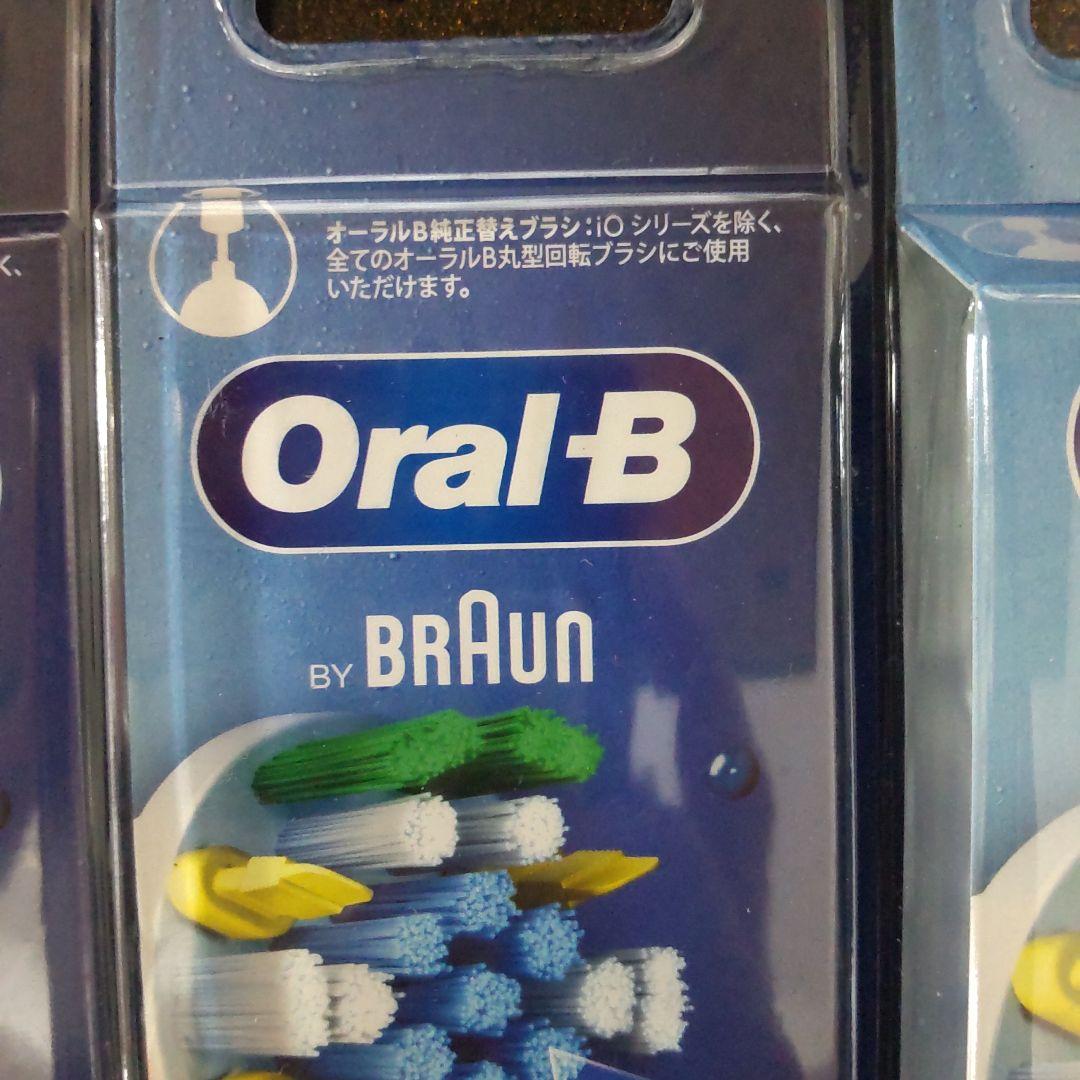 オーラルB純正替えブラシ:iO シリーズを除く、
全てのオーラルB丸型回転ブラシにご使用
いただけます。
Oral-B
BY BRAUN
く、